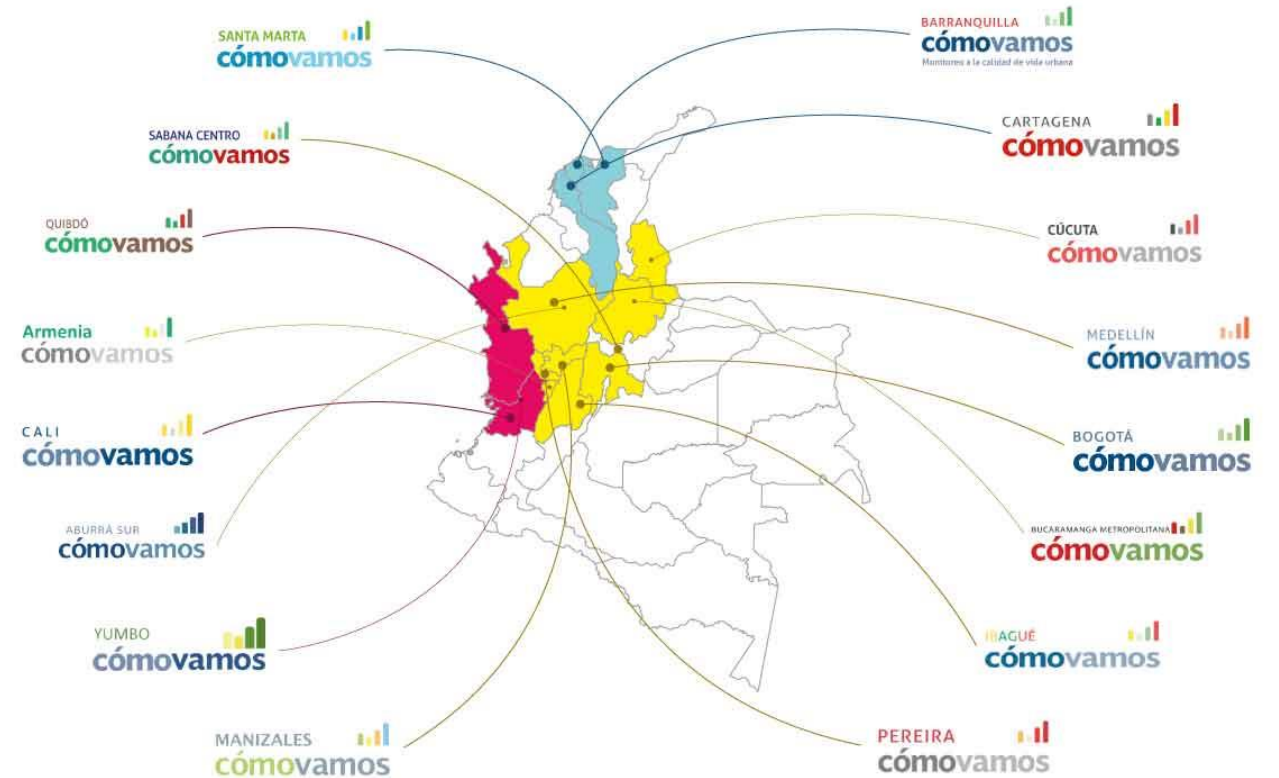 SANTA MARTA
cómovamos
BARRANQUILLA
cómovamos
Monitoreo a la calidad de vida urbana
SABANA CENTRO
cómovamos
CARTAGENA
cómovamos
QUIBDÓ
cómovamos
CÚCUTA
cómovamos
Armenia
cómovamos
MEDELLÍN
cómovamos
CALI
cómovamos
BOGOTÁ
cómovamos
ABURRÁ SUR
cómovamos
BUCARAMANGA METROPOLITANA
cómovamos
YUMBO
cómovamos
IBAGUÉ
cómovamos
MANIZALES
cómovamos
PEREIRA
cómovamos